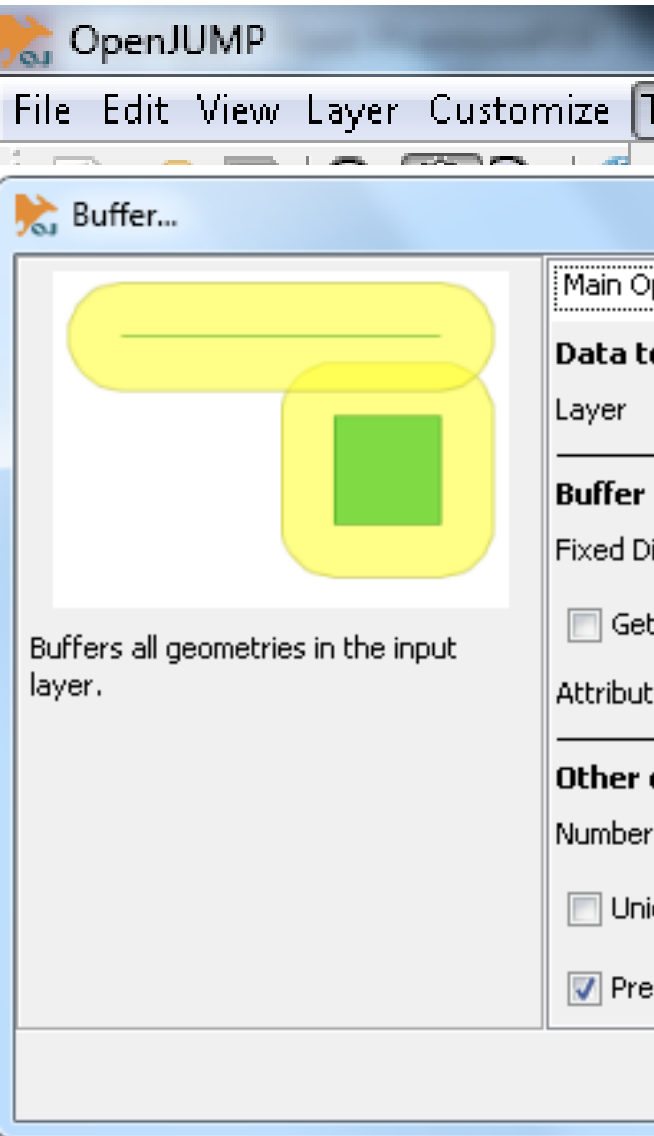 OpenJUMP
File Edit View Layer Customize T
Buffer...
Main Op
Data to
Layer
Buffer
Fixed Di
Get
Attribut
Other
Number
Uni
Pre
Buffers all geometries in the input
layer.